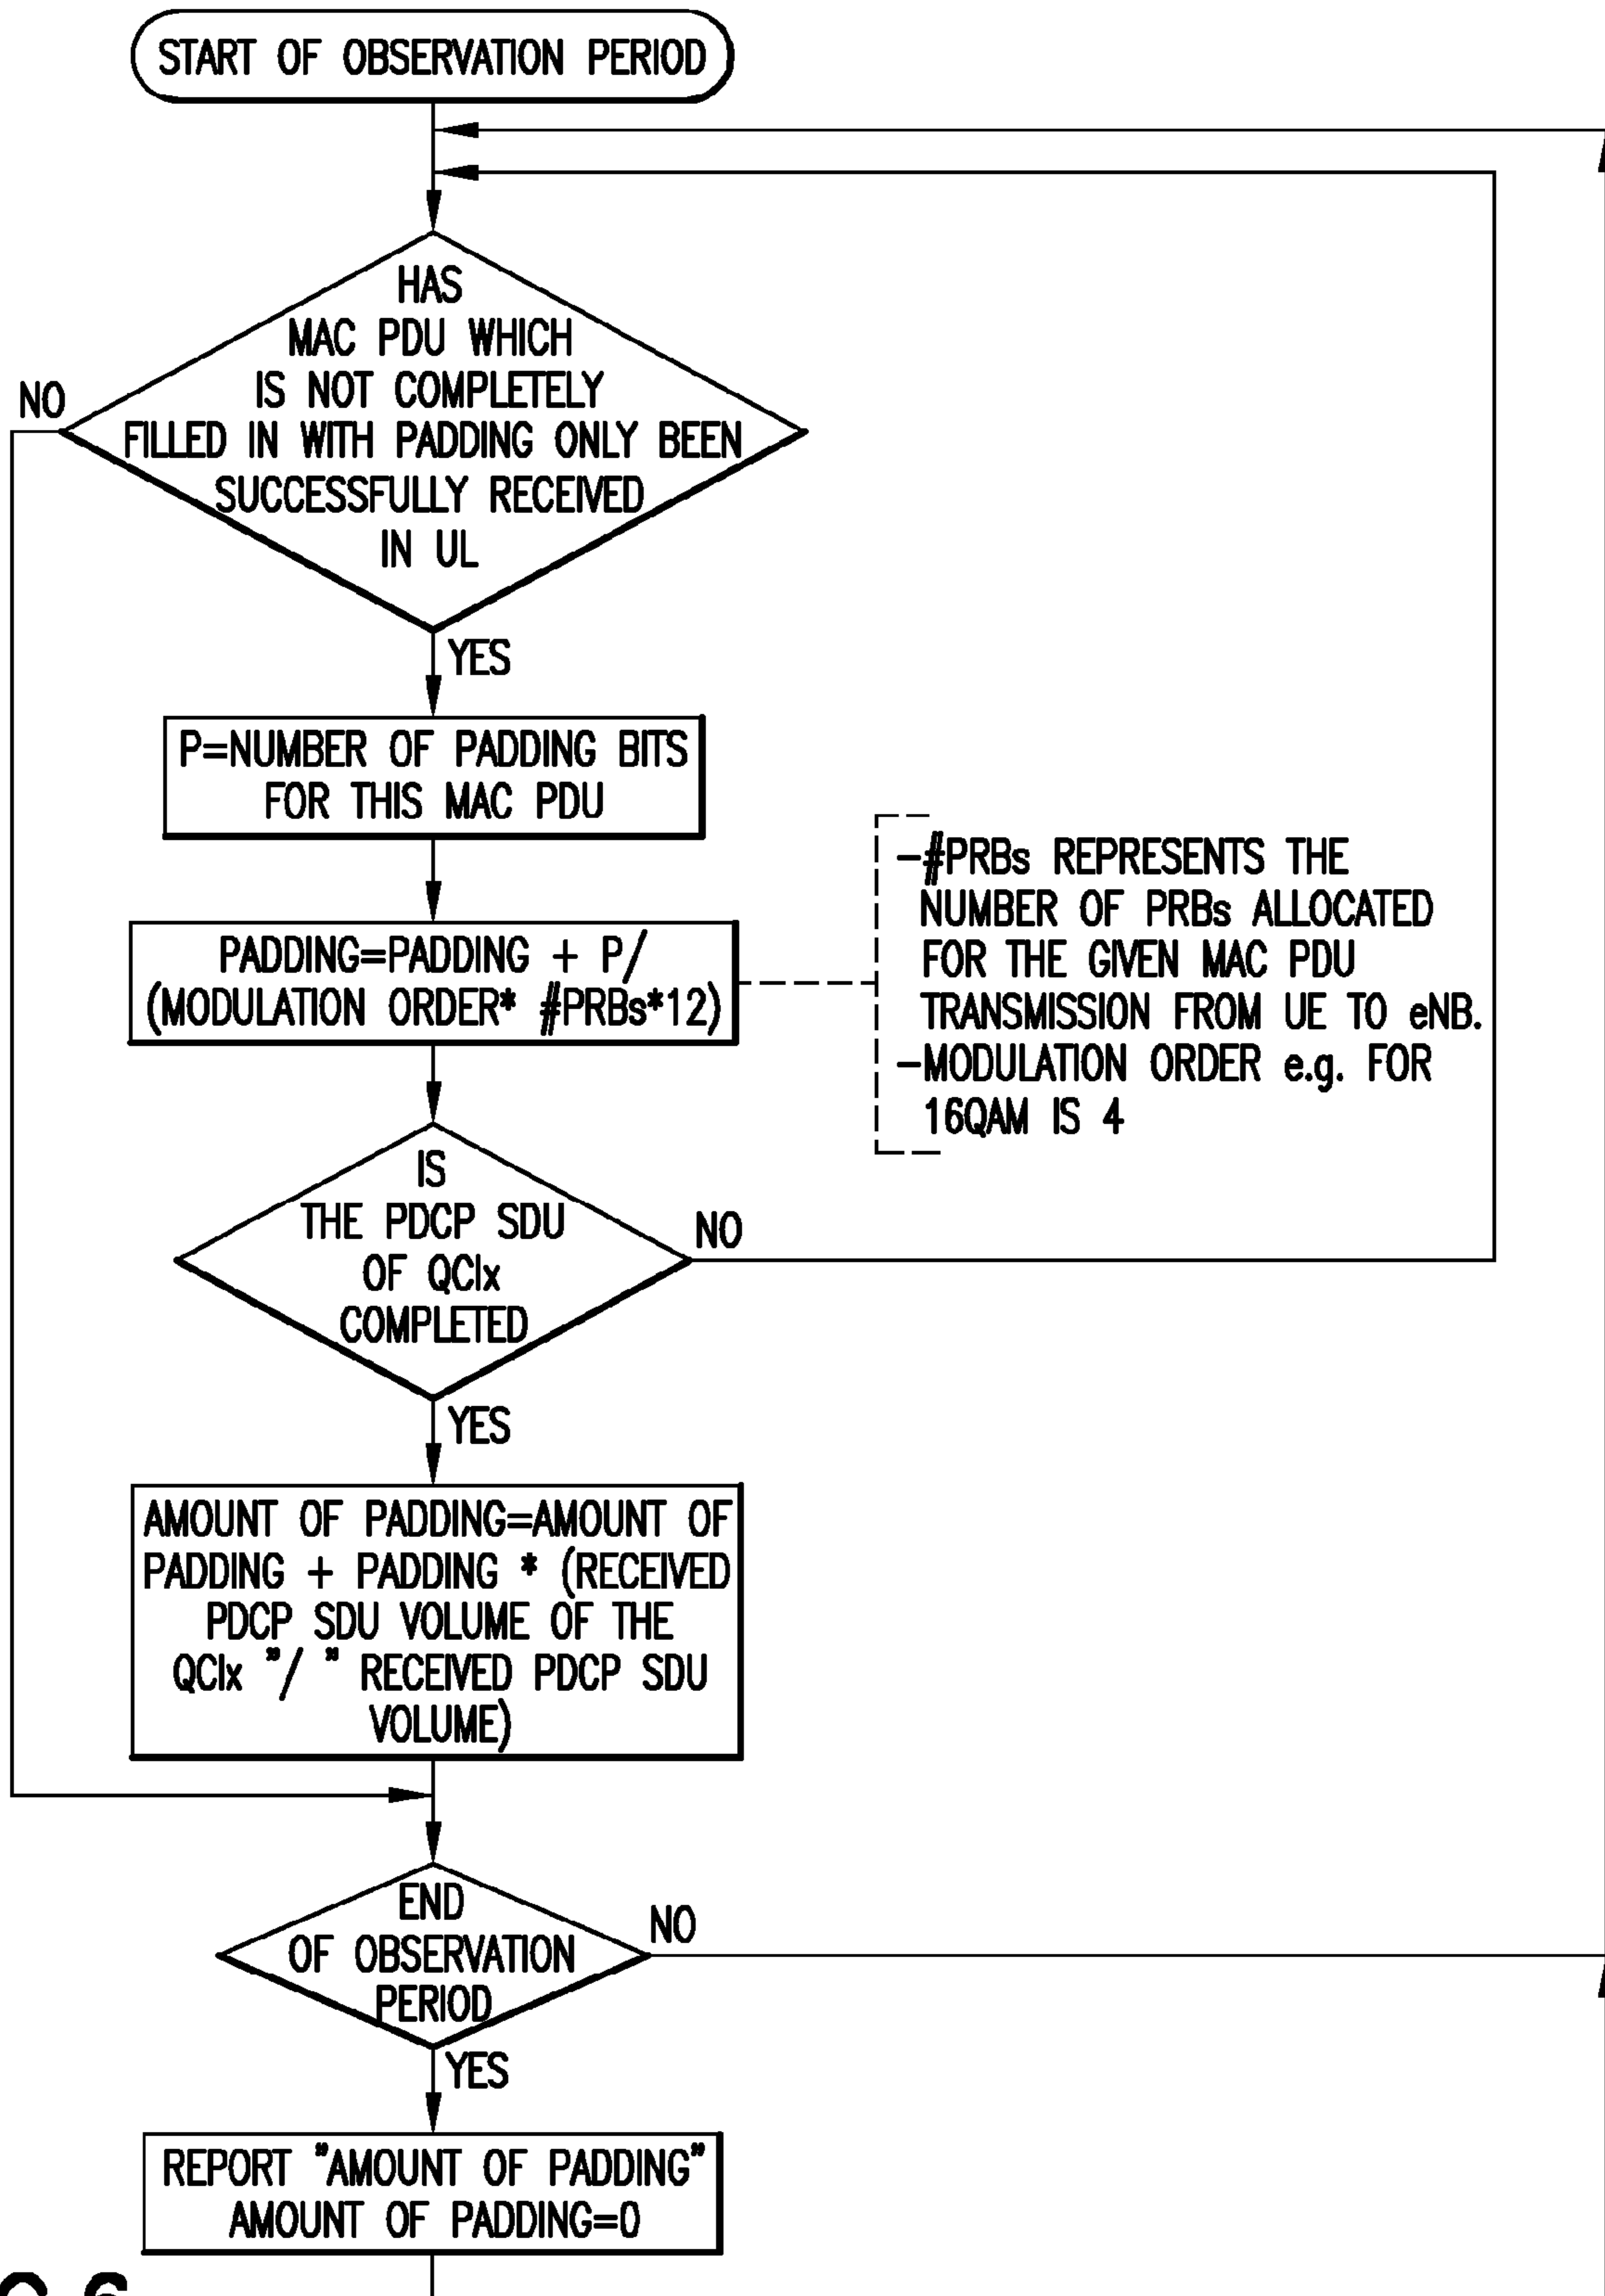 START OF OBSERVATION PERIOD
HAS
MAC PDU WHICH
IS NOT COMPLETELY
FILLED IN WITH PADDING ONLY BEEN
SUCCESSFULLY RECEIVED
IN UL
NO
YES
P=NUMBER OF PADDING BITS
FOR THIS MAC PDU
PADDING=PADDING + P/
(MODULATION ORDER* #PRBs*12)
-#PRBs REPRESENTS THE
NUMBER OF PRBs ALLOCATED
FOR THE GIVEN MAC PDU
TRANSMISSION FROM UE TO eNB.
-MODULATION ORDER e.g. FOR
16QAM IS 4
IS
THE PDCP SDU
OF QCIx
COMPLETED
NO
YES
AMOUNT OF PADDING=AMOUNT OF
PADDING + PADDING * (RECEIVED
PDCP SDU VOLUME OF THE
QCIx "/ " RECEIVED PDCP SDU
VOLUME)
END
OF OBSERVATION
PERIOD
NO
YES
REPORT "AMOUNT OF PADDING"
AMOUNT OF PADDING=0